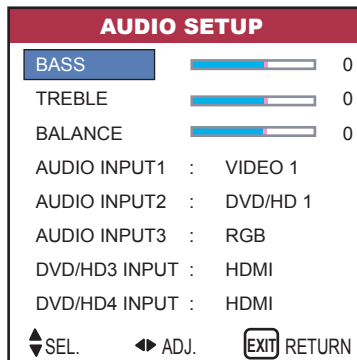 AUDIO SETUP
BASS 0
TREBLE 0
BALANCE 0
AUDIO INPUT1 : VIDEO 1
AUDIO INPUT2 : DVD/HD 1
AUDIO INPUT3 : RGB
DVD/HD3 INPUT : HDMI
DVD/HD4 INPUT : HDMI
SEL. ADJ. EXIT RETURN